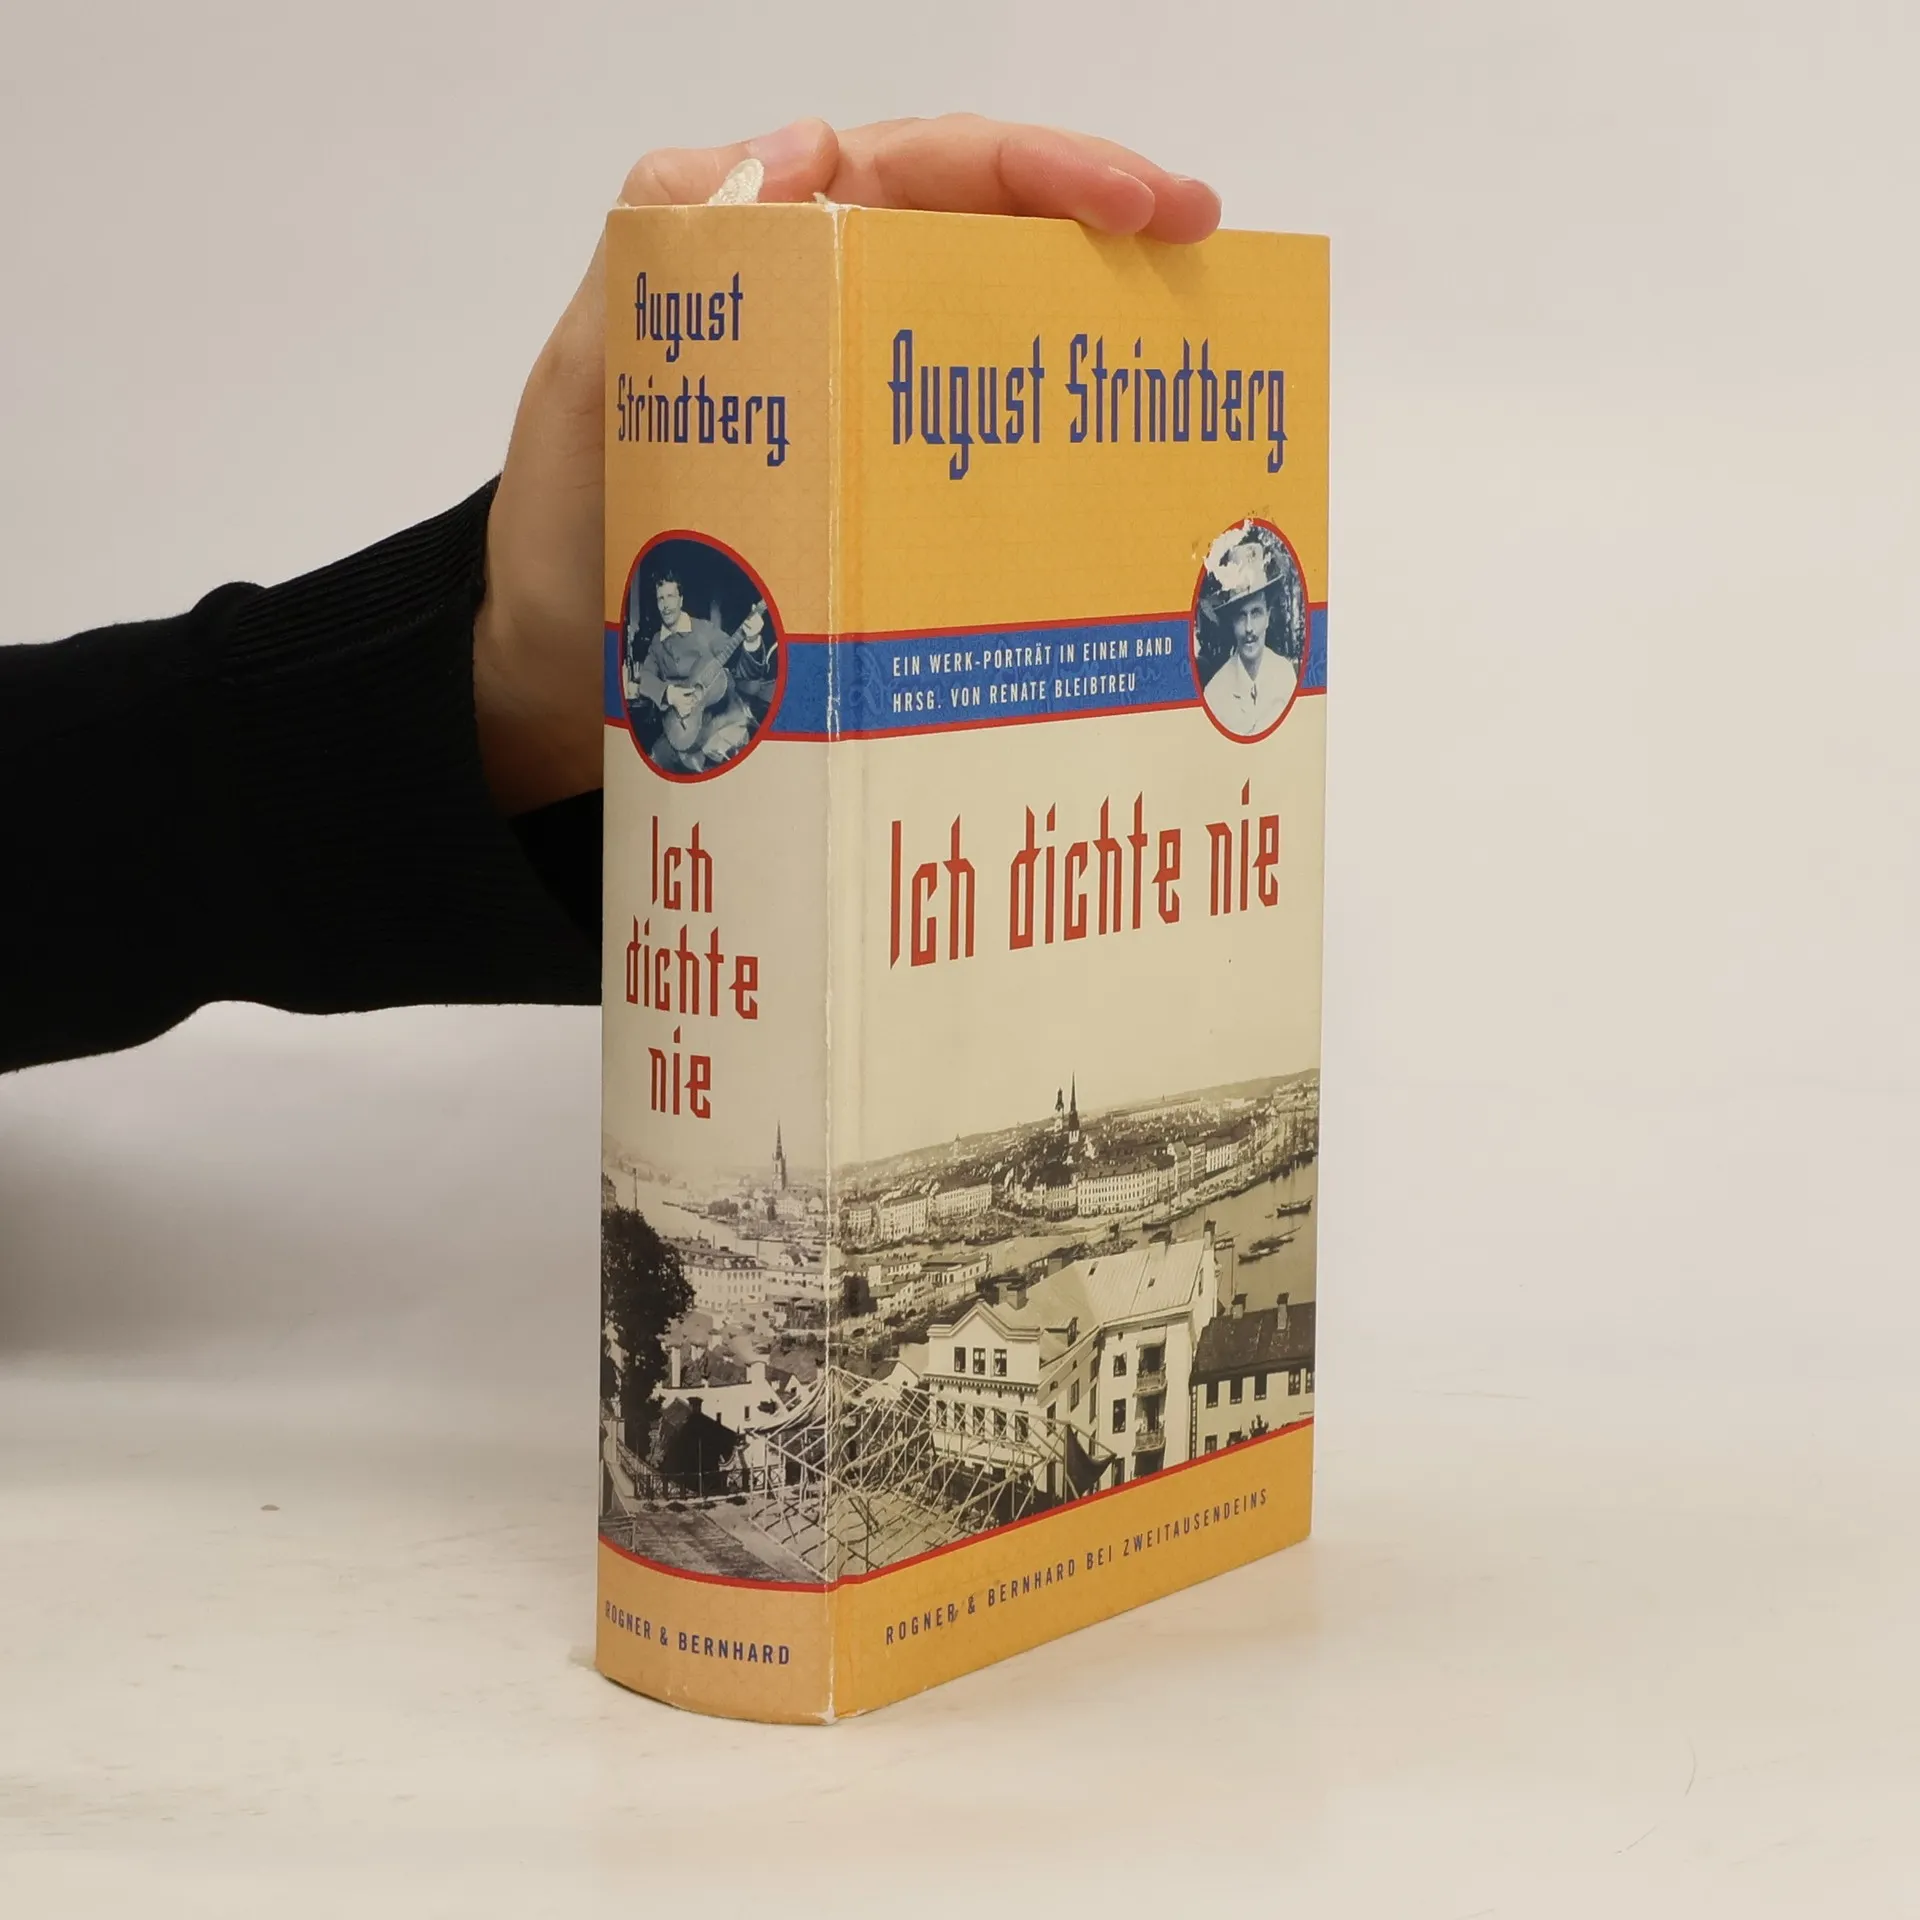 August
Strindberg
Ich
dichte
nie
ROGNER & BERNHARD
August Strindberg
EIN WERK-PORTRÄT IN EINEM BAND
HRSG. VON RENATE BLEIBTREU
Ich dichte nie
ROGNER & BERNHARD BEI ZWEITAUSENDEINS